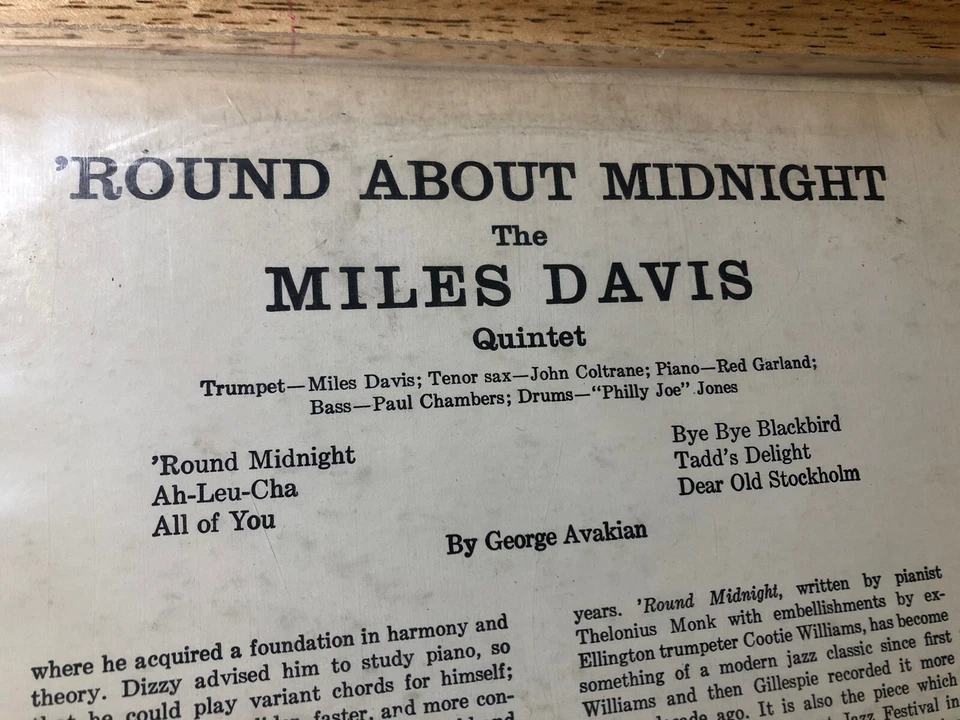 ’ROUND ABOUT MIDNIGHT
The
MILES DAVIS
Quintet
Trumpet—Miles Davis; Tenor sax—John Coltrane; Piano—Red Garland;
Bass—Paul Chambers; Drums—“Philly Joe” Jones
’Round Midnight
Ah-Leu-Cha
All of You
Bye Bye Blackbird
Tadd’s Delight
Dear Old Stockholm
By George Avakian
where he acquired a foundation in harmony and
theory. Dizzy advised him to study piano, so
he could play variant chords for himself;
faster, and more con-
years. ’Round Midnight, written by pianist
Thelonius Monk with embellishments by ex-
Ellington trumpeter Cootie Williams, has become
something of a modern jazz classic since first
Williams and then Gillespie recorded it more
ago. It is also the piece which
Jazz Festival in